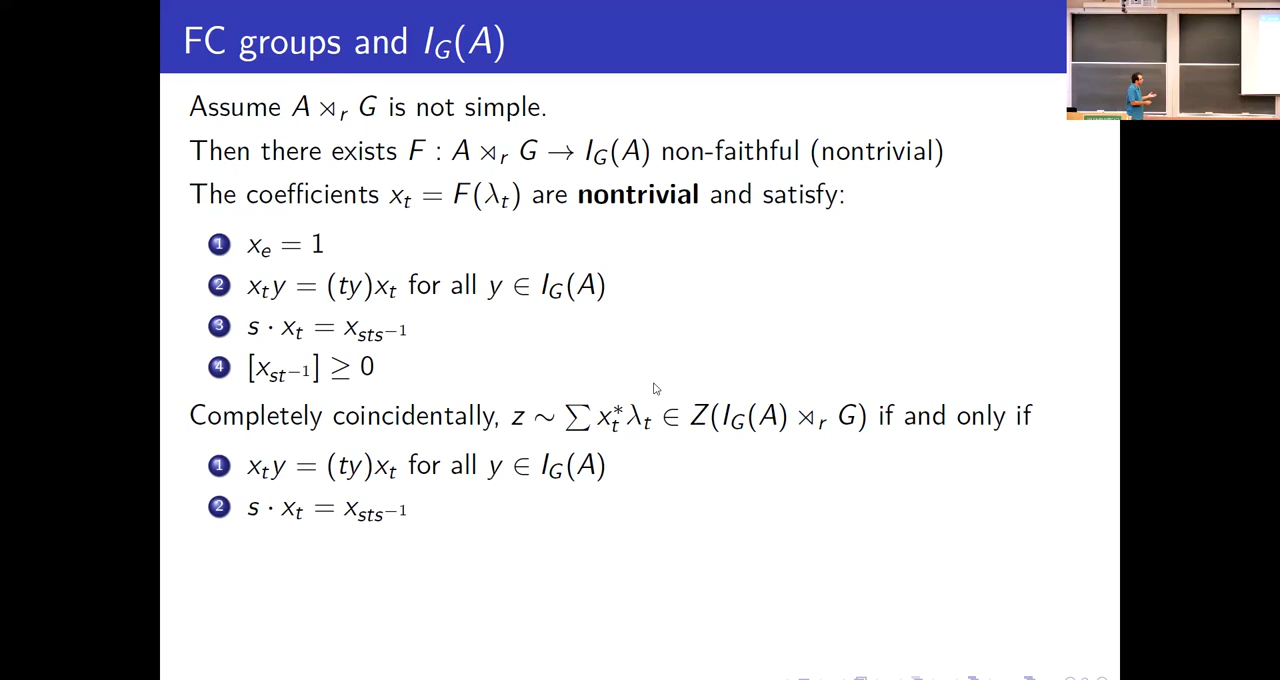 FC groups and I_G(A)
Assume A ⋊_r G is not simple.
Then there exists F : A ⋊_r G → I_G(A) non-faithful (nontrivial)
The coefficients x_t = F(λ_t) are nontrivial and satisfy:
1 x_e = 1
2 x_t y = (ty)x_t for all y ∈ I_G(A)
3 s · x_t = x_{sts^{-1}}
4 [x_{st^{-1}}] ≥ 0
Completely coincidentally, z ∼ ∑ x_t^* λ_t ∈ Z(I_G(A) ⋊_r G) if and only if
1 x_t y = (ty)x_t for all y ∈ I_G(A)
2 s · x_t = x_{sts^{-1}}